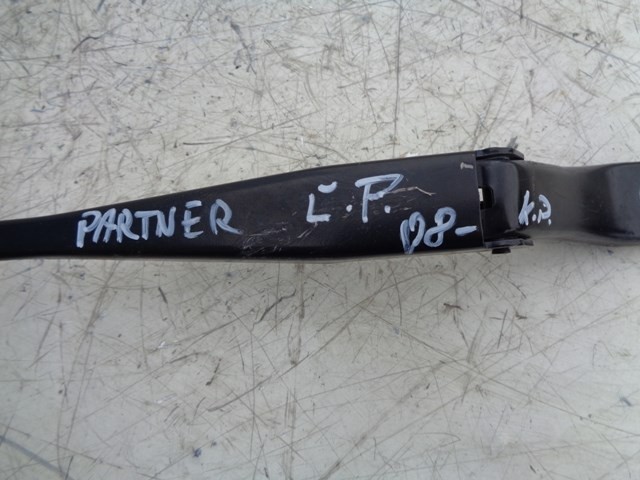 PARTNER Ĺ.P. 08- K.P.